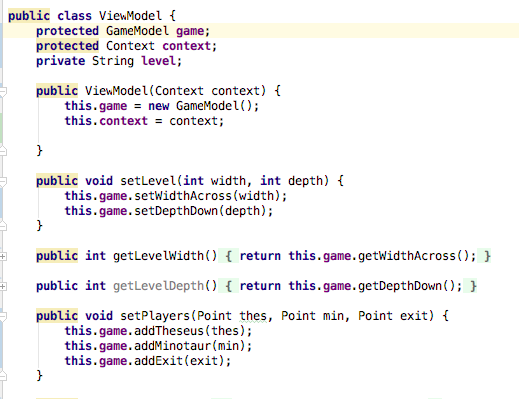 public class ViewModel {
protected GameModel game;
protected Context context;
private String level;
public ViewModel(Context context) {
this.game = new GameModel();
this.context = context;
}
public void setLevel(int width, int depth) {
this.game.setWidthAcross(width);
this.game.setDepthDown(depth);
}
public int getLevelWidth() { return this.game.getWidthAcross(); }
public int getLevelDepth() { return this.game.getDepthDown(); }
public void setPlayers(Point thes, Point min, Point exit) {
this.game.addTheseus(thes);
this.game.addMinotaur(min);
this.game.addExit(exit);
}